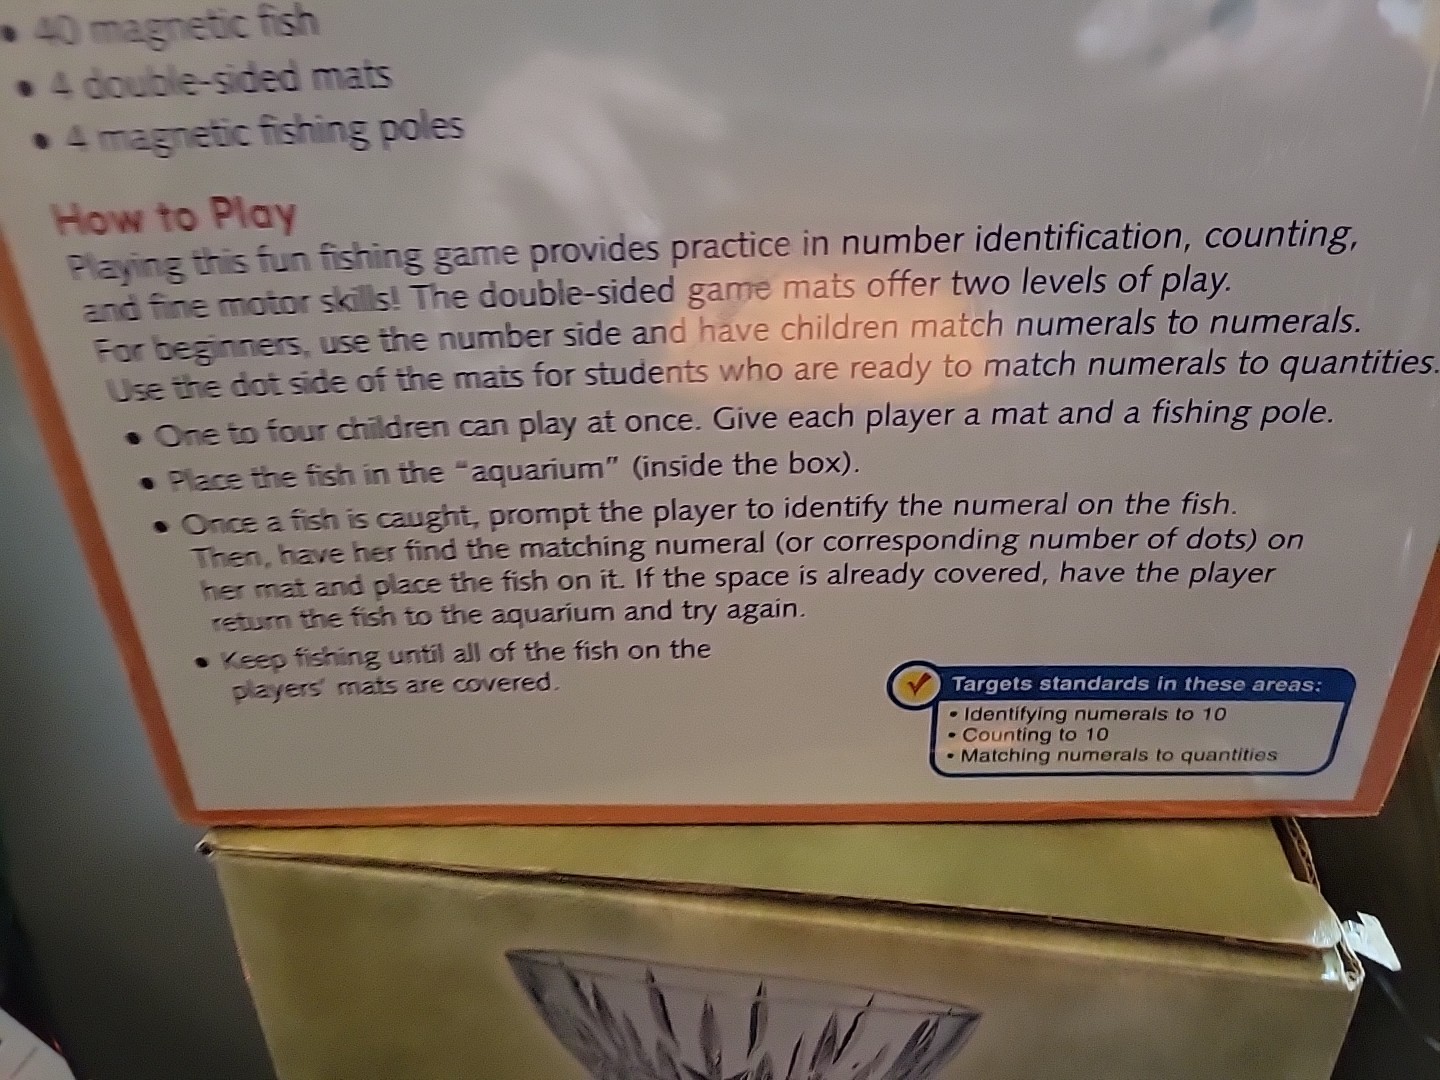 • 40 magnetic fish
• 4 double-sided mats
• 4 magnetic fishing poles
How to Play
Playing this fun fishing game provides practice in number identification, counting,
and fine motor skills! The double-sided game mats offer two levels of play.
For beginners, use the number side and have children match numerals to numerals.
Use the dot side of the mats for students who are ready to match numerals to quantities.
• One to four children can play at once. Give each player a mat and a fishing pole.
• Place the fish in the “aquarium” (inside the box).
• Once a fish is caught, prompt the player to identify the numeral on the fish.
Then, have her find the matching numeral (or corresponding number of dots) on
her mat and place the fish on it. If the space is already covered, have the player
return the fish to the aquarium and try again.
• Keep fishing until all of the fish on the
players’ mats are covered.
Targets standards in these areas:
• Identifying numerals to 10
• Counting to 10
• Matching numerals to quantities